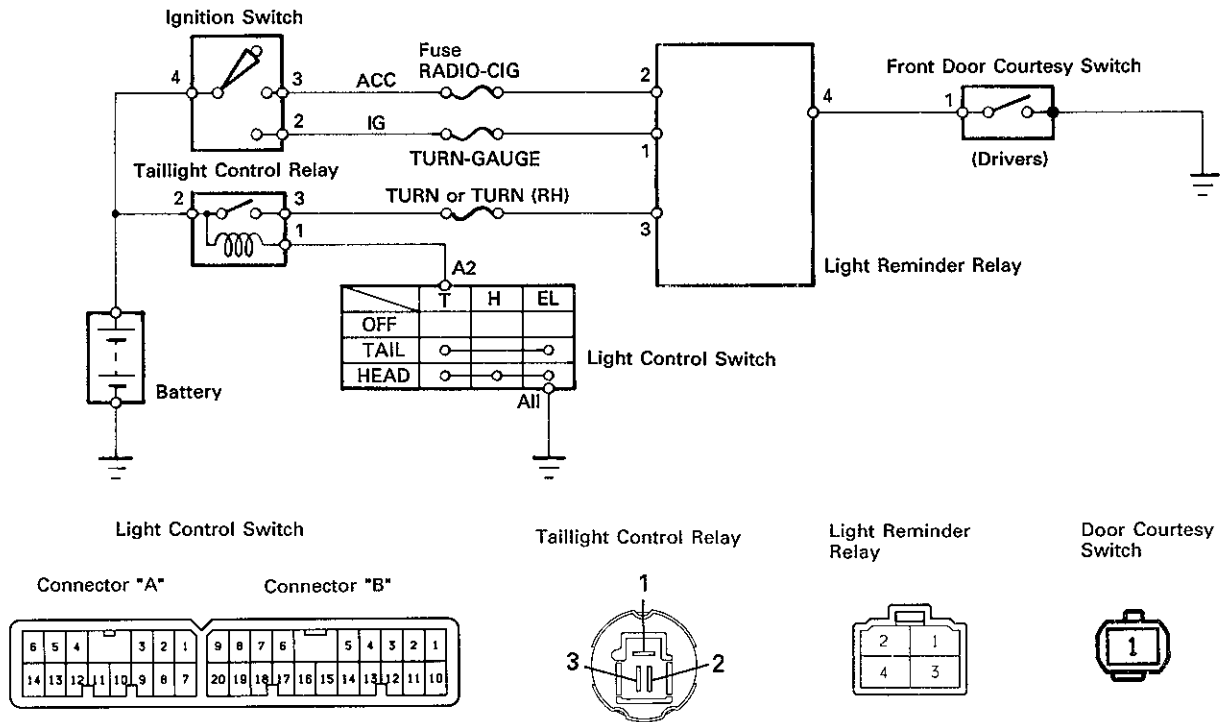 Ignition Switch
4
3
ACC
Fuse
RADIO-CIG
2
2
IG
TURN-GAUGE
1
4
Front Door Courtesy Switch
1
(Drivers)
Taillight Control Relay
2
3
TURN or TURN (RH)
3
1
Light Reminder Relay
A2
T H EL
OFF
TAIL
HEAD
Light Control Switch
AII
Battery
Light Control Switch
Connector "A"
Connector "B"
6 5 4 3 2 1
14 13 12 11 10 9 8 7
9 8 7 6 5 4 3 2 1
20 19 18 17 16 15 14 13 12 11 10
Taillight Control Relay
1
3
2
Light Reminder
Relay
2 1
4 3
Door Courtesy
Switch
1